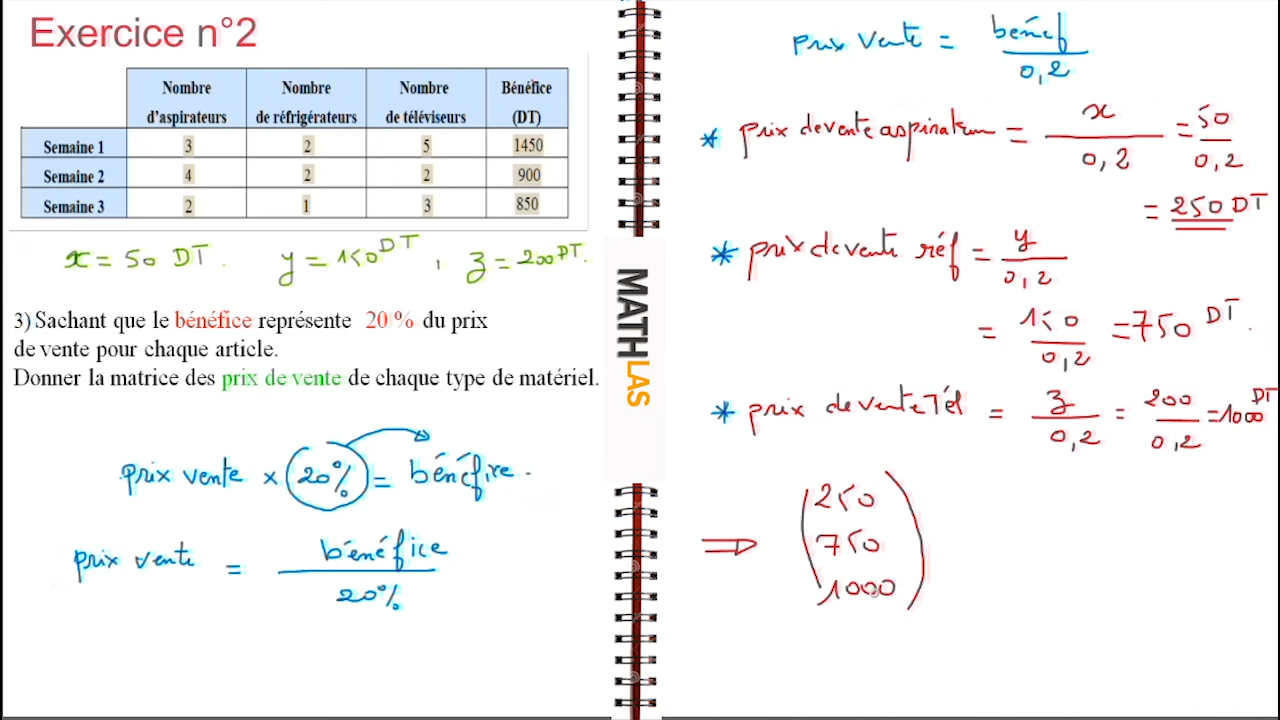 Exercice n°2
Nombre d'aspirateurs Nombre de réfrigérateurs Nombre de téléviseurs Bénéfice (DT)
Semaine 1 3 2 5 1450
Semaine 2 4 2 2 900
Semaine 3 2 1 3 850
x = 50 DT. y = 150 DT, z = 200 DT.
3) Sachant que le bénéfice représente 20 % du prix
de vente pour chaque article.
Donner la matrice des prix de vente de chaque type de matériel.
prix vente × 20% = bénéfice.
prix vente = bénéfice / 20%
MATHLAS
prix vente = bénef / 0,2
* prix de vente aspirateur = x / 0,2 = 50 / 0,2
= 250 DT
* prix de vente réf = y / 0,2
= 150 / 0,2 = 750 DT.
* prix de vente Tél = z / 0,2 = 200 / 0,2 = 1000 DT
⇒ (250
750
1000)